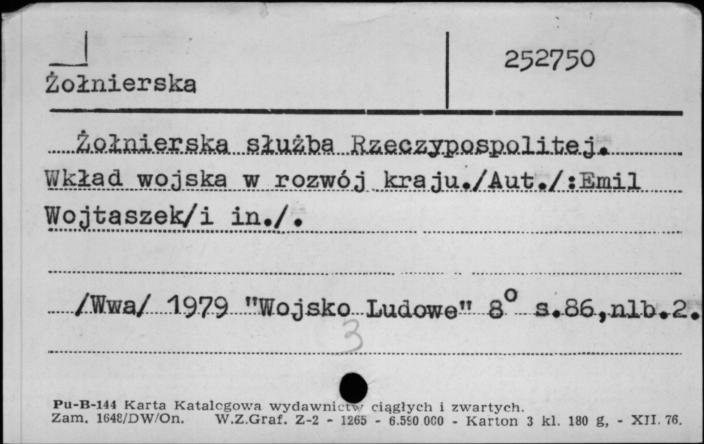 252750
Żołnierska
Żołnierska służba Rzeczypospolitej.
Wkład wojska w rozwój kraju./Aut./:Emil
Wojtaszek/i in./.
/Wwa/ 1979 "Wojsko Ludowe" 8° s.86,nlb.2.
3
Pu-B-144 Karta Katalogowa wydawnictw ciągłych i zwartych.
Zam. 1648/DW/On. W.Z.Graf. Z-2 - 1265 - 6.550 000 - Karton 3 kl. 180 g, - XII. 76.